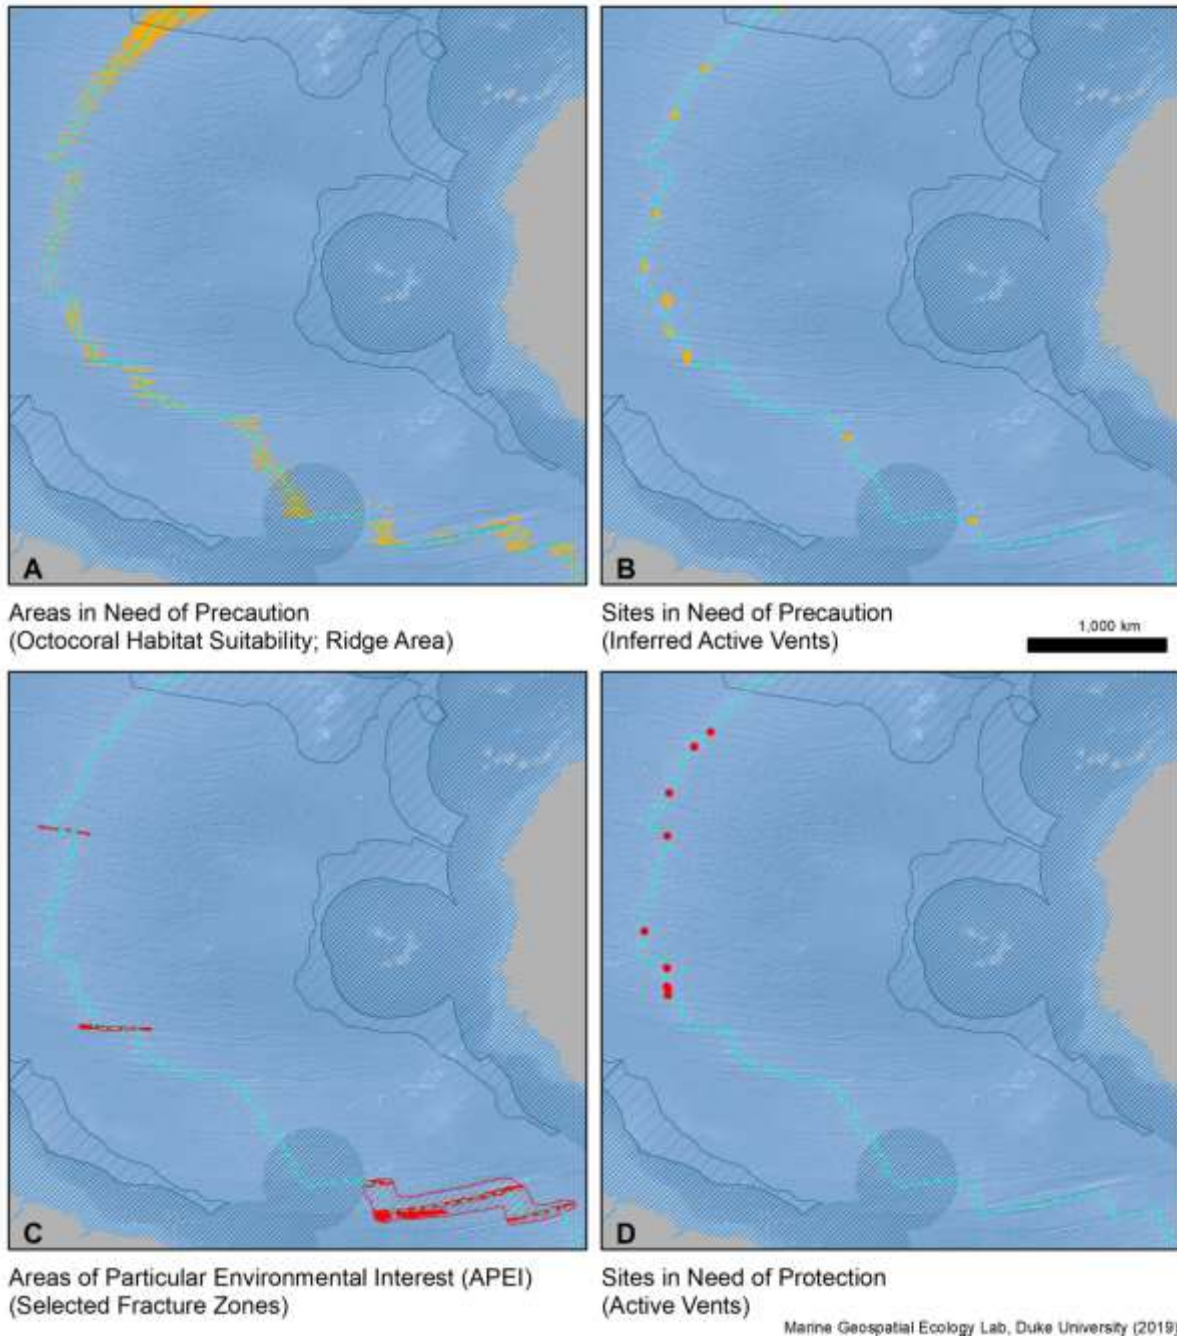 A
B
Areas in Need of Precaution
(Octocoral Habitat Suitability; Ridge Area)
Sites in Need of Precaution
(Inferred Active Vents)
1,000 km
C
D
Areas of Particular Environmental Interest (APEI)
(Selected Fracture Zones)
Sites in Need of Protection
(Active Vents)
Marine Geospatial Ecology Lab, Duke University (2019)